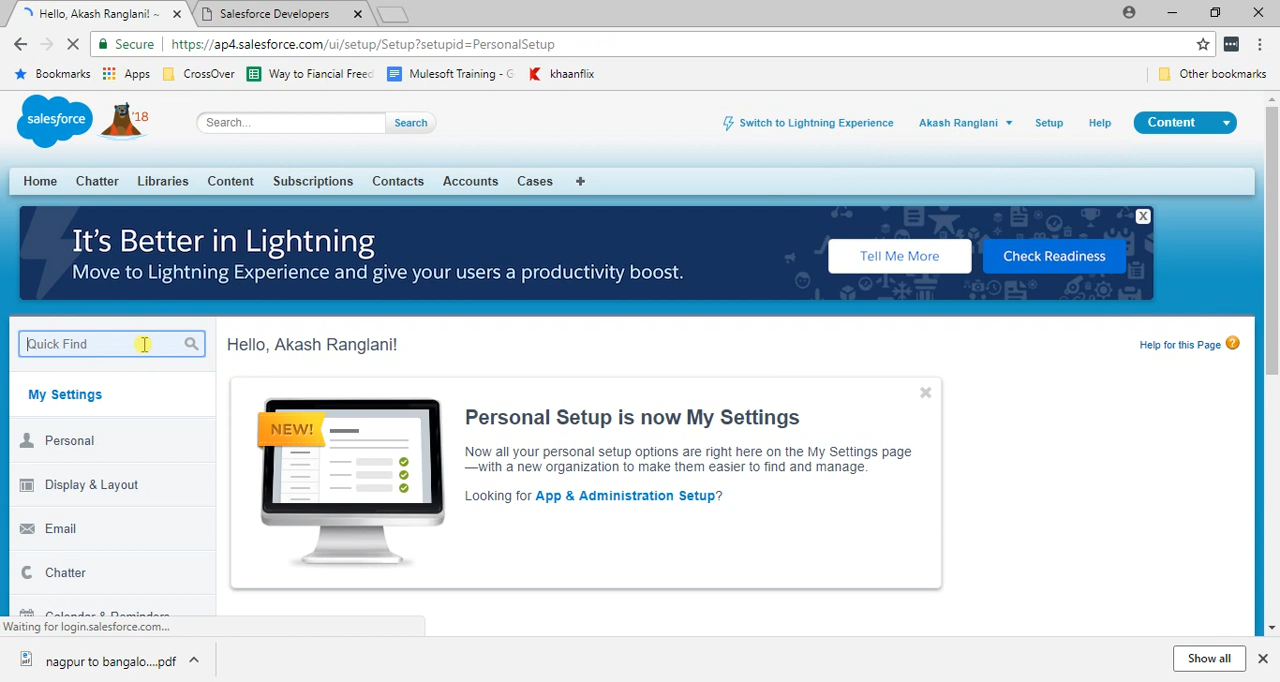 Hello, Akash Ranglani! ~
Salesforce Developers
Secure
https://ap4.salesforce.com/ui/setup/Setup?setupid=PersonalSetup
Bookmarks
Apps
CrossOver
Way to Fiancial Freed
Mulesoft Training - G
khaanflix
Other bookmarks
salesforce
'18
Search...
Search
Switch to Lightning Experience
Akash Ranglani
Setup
Help
Content
Home
Chatter
Libraries
Content
Subscriptions
Contacts
Accounts
Cases
It's Better in Lightning
Move to Lightning Experience and give your users a productivity boost.
Tell Me More
Check Readiness
X
Quick Find
Hello, Akash Ranglani!
Help for this Page
My Settings
Personal
Display & Layout
Email
Chatter
Calendar & Reminders
NEW!
Personal Setup is now My Settings
Now all your personal setup options are right here on the My Settings page
—with a new organization to make them easier to find and manage.
Looking for App & Administration Setup?
Waiting for login.salesforce.com...
nagpur to bangalo....pdf
Show all